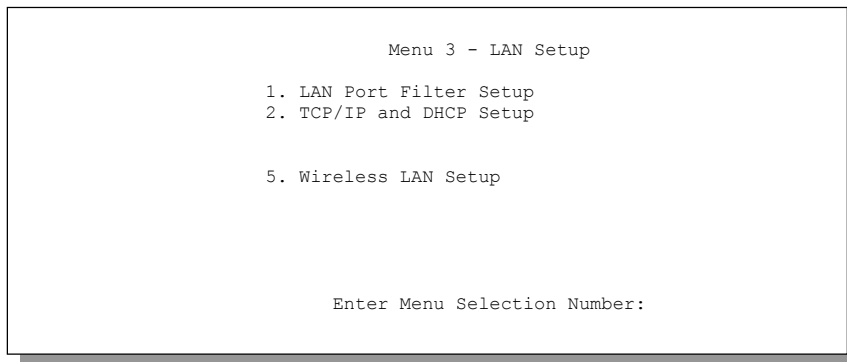 Menu 3 - LAN Setup
1. LAN Port Filter Setup
2. TCP/IP and DHCP Setup
5. Wireless LAN Setup
Enter Menu Selection Number: